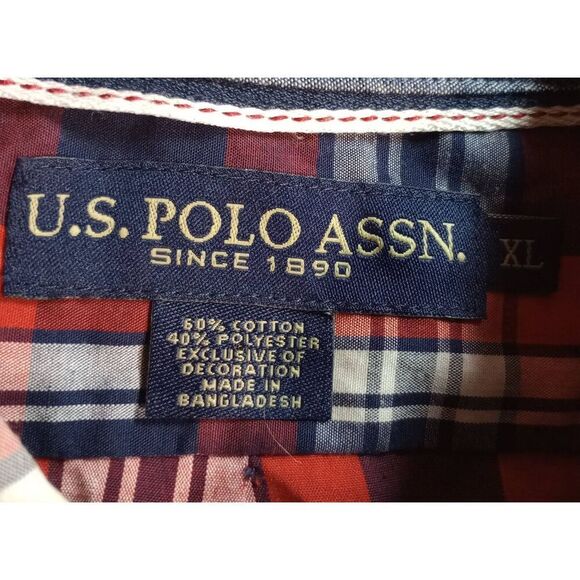 U.S. POLO ASSN.
SINCE 1890
XL
60% COTTON
40% POLYESTER
EXCLUSIVE OF
DECORATION
MADE IN
BANGLADESH